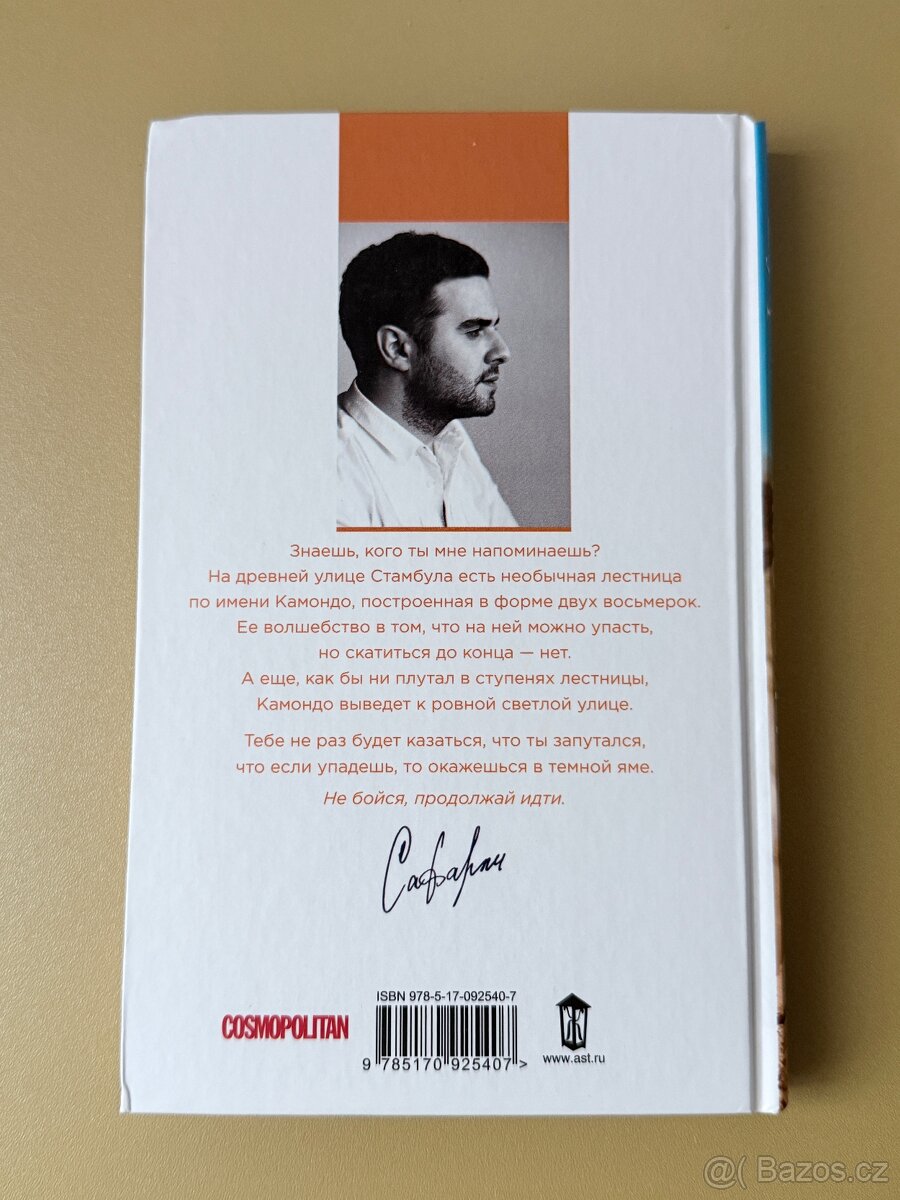 Знаешь, кого ты мне напоминаешь?
На древней улице Стамбула есть необычная лестница
по имени Камондо, построенная в форме двух восьмерок.
Ее волшебство в том, что на ней можно упасть,
но скатиться до конца — нет.
А еще, как бы ни плутал в ступенях лестницы,
Камондо выведет к ровной светлой улице.
Тебе не раз будет казаться, что ты запутался,
что если упадешь, то окажешься в темной яме.
Не бойся, продолжай идти.
Сафарли
COSMOPOLITAN
ISBN 978-5-17-092540-7
9 785170 925407 >
www.ast.ru
@( Bazos.cz